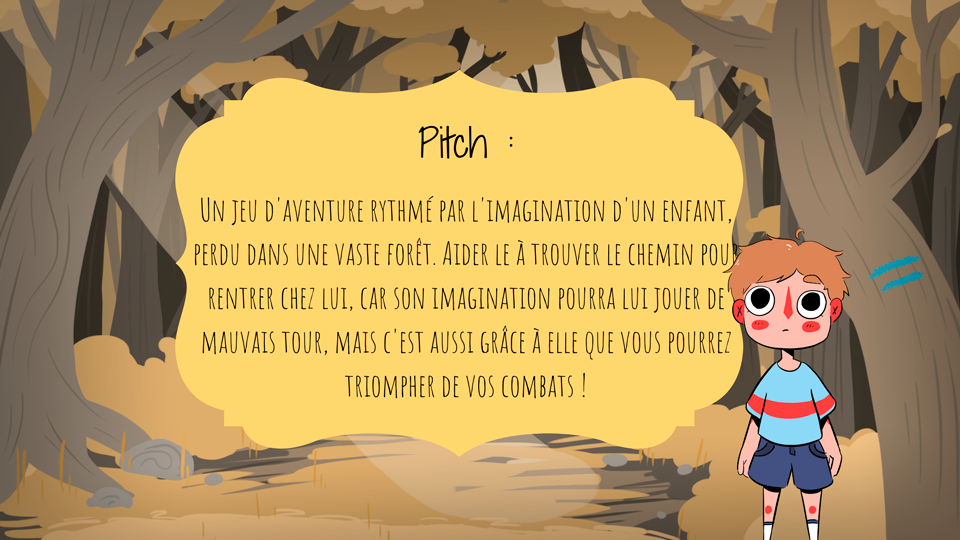 Pitch :
Un jeu d'aventure rythmé par l'imagination d'un enfant,
perdu dans une vaste forêt. Aider le à trouver le chemin pour
rentrer chez lui, car son imagination pourra lui jouer de
mauvais tour, mais c'est aussi grâce à elle que vous pourrez
triompher de vos combats !